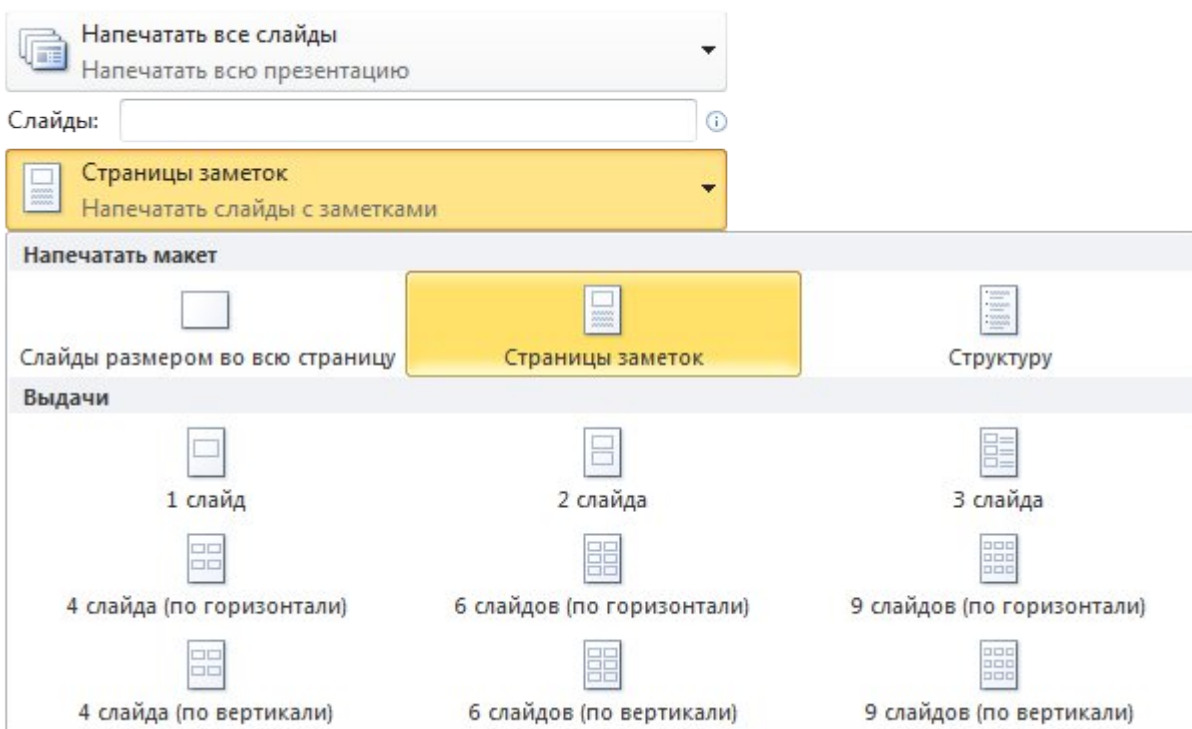 Напечатать все слайды
Напечатать всю презентацию
Слайды:
Страницы заметок
Напечатать слайды с заметками
Напечатать макет
Слайды размером во всю страницу Страницы заметок Структуру
Выдачи
1 слайд 2 слайда 3 слайда
4 слайда (по горизонтали) 6 слайдов (по горизонтали) 9 слайдов (по горизонтали)
4 слайда (по вертикали) 6 слайдов (по вертикали) 9 слайдов (по вертикали)